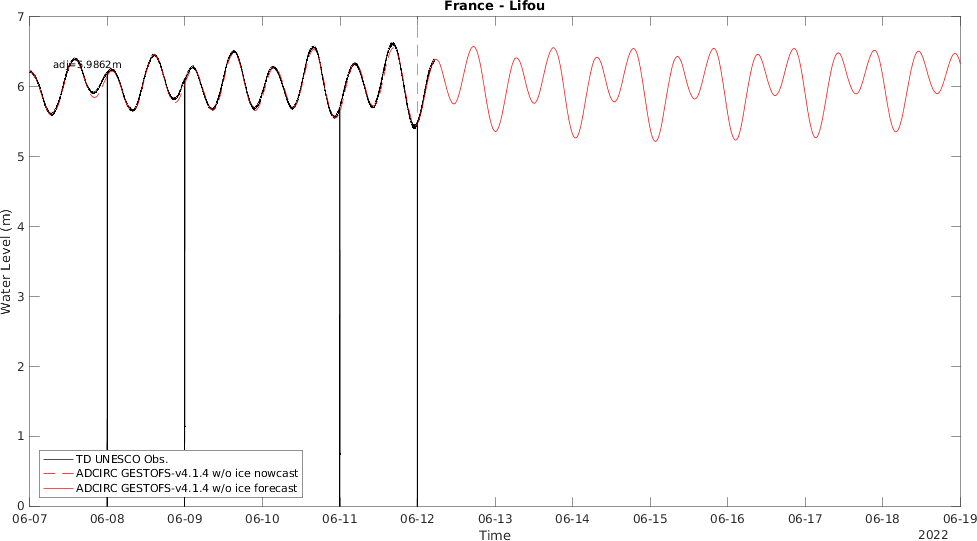 France - Lifou
adj=5.9862m
Water Level (m)
7
6
5
4
3
2
1
0
TD UNESCO Obs.
ADCIRC GESTOFS-v4.1.4 w/o ice nowcast
ADCIRC GESTOFS-v4.1.4 w/o ice forecast
06-07 06-08 06-09 06-10 06-11 06-12 06-13 06-14 06-15 06-16 06-17 06-18 06-19
Time
2022